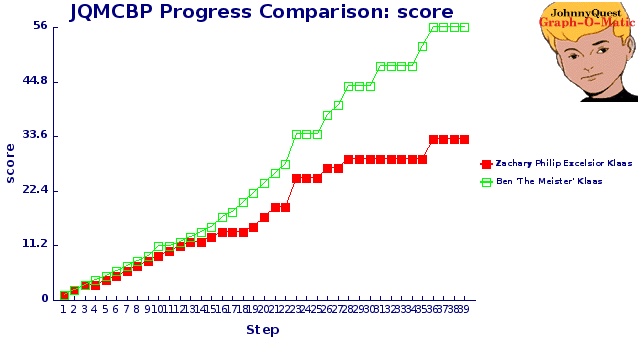 JQMCBP Progress Comparison: score
JohnnyQuest
Graph-O-Matic
56
44.8
33.6
22.4
11.2
0
score
1 2 3 4 5 6 7 8 9 10 11 12 13 14 15 16 17 18 19 20 21 22 23 24 25 26 27 28 29 30 31 32 33 34 35 36 37 38 39
Step
Zachary Philip Excelsior Klaas
Ben 'The Meister' Klaas